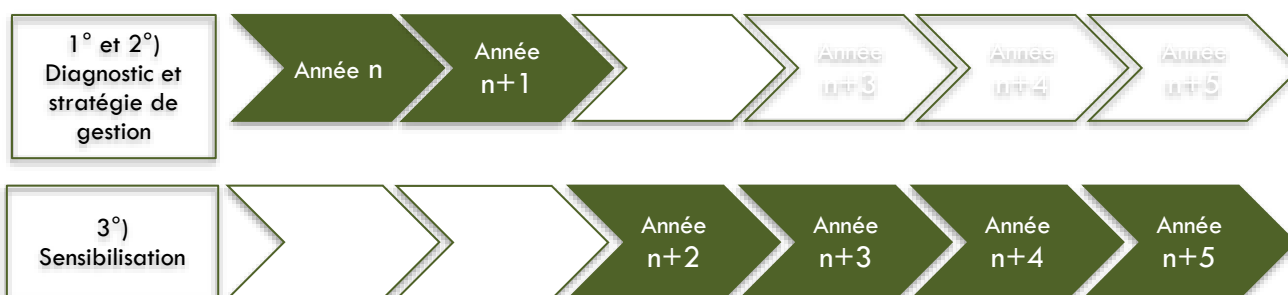 1° et 2°)
Diagnostic et
stratégie de
gestion
Année n
Année
n+1
Année
n+3
Année
n+4
Année
n+5
3°)
Sensibilisation
Année
n+2
Année
n+3
Année
n+4
Année
n+5